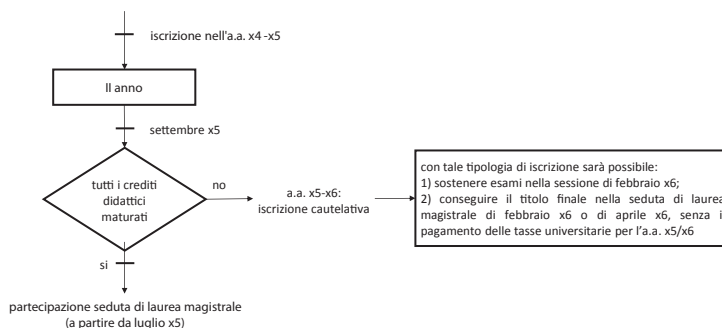 iscrizione nell'a.a. x4 -x5
II anno
settembre x5
tutti i crediti
didattici
maturati
no
a.a. x5-x6:
iscrizione cautelativa
con tale tipologia di iscrizione sarà possibile:
1) sostenere esami nella sessione di febbraio x6;
2) conseguire il titolo finale nella seduta di laurea
magistrale di febbraio x6 o di aprile x6, senza i
pagamento delle tasse universitarie per l'a.a. x5/x6
si
partecipazione seduta di laurea magistrale
(a partire da luglio x5)